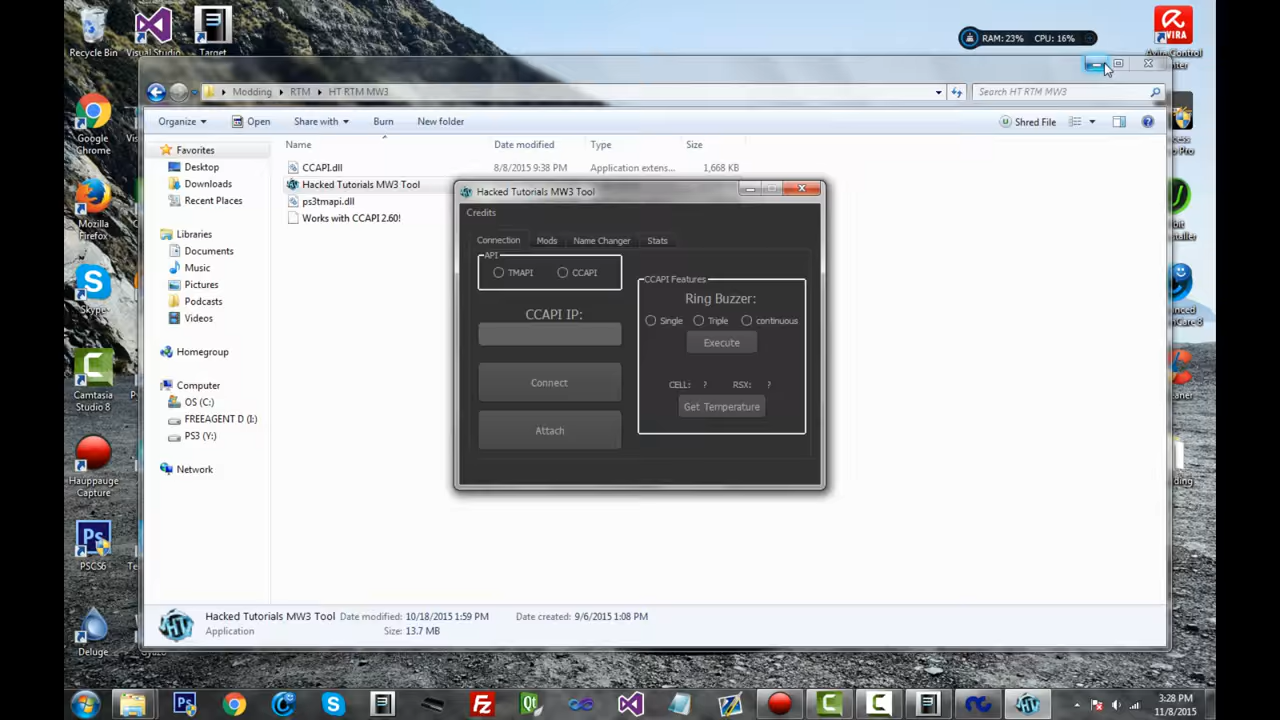 Recycle Bin
Visual Studio
Target
RAM: 23% CPU: 16%
AVIRA
Avira Control
Modding RTM HT RTM MW3
Search HT RTM MW3
Organize Open Share with Burn New folder
Shred File
Name Date modified Type Size
Favorites
Desktop
Downloads
Recent Places
Libraries
Documents
Music
Pictures
Podcasts
Videos
Homegroup
Computer
OS (C:)
FREEAGENT D (I:)
PS3 (Y:)
Network
CCAPI.dll 8/8/2015 9:38 PM Application extens... 1,668 KB
Hacked Tutorials MW3 Tool
ps3tmapi.dll
Works with CCAPI 2.60!
Hacked Tutorials MW3 Tool
Credits
Connection Mods Name Changer Stats
API
TMAPI CCAPI
CCAPI IP:
Connect
Attach
CCAPI Features
Ring Buzzer:
Single Triple continuous
Execute
CELL: ? RSX: ?
Get Temperature
Google
Chrome
Mozilla
Firefox
Skype
Camtasia
Studio 8
Hauppauge
Capture
Ps
PSCS6
Deluge
Hacked Tutorials MW3 Tool Date modified: 10/18/2015 1:59 PM Date created: 9/6/2015 1:08 PM
Application Size: 13.7 MB
3:28 PM
11/8/2015